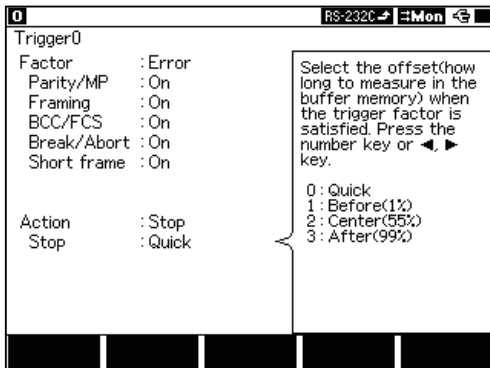 0 RS-232C Mon
Trigger0
Factor : Error
Parity/MP : On
Framing : On
BCC/FCS : On
Break/Abort : On
Short frame : On
Action : Stop
Stop : Quick
Select the offset(how
long to measure in the
buffer memory) when
the trigger factor is
satisfied. Press the
number key or ◀, ▶
key.
0 : Quick
1 : Before(1%)
2 : Center(55%)
3 : After(99%)